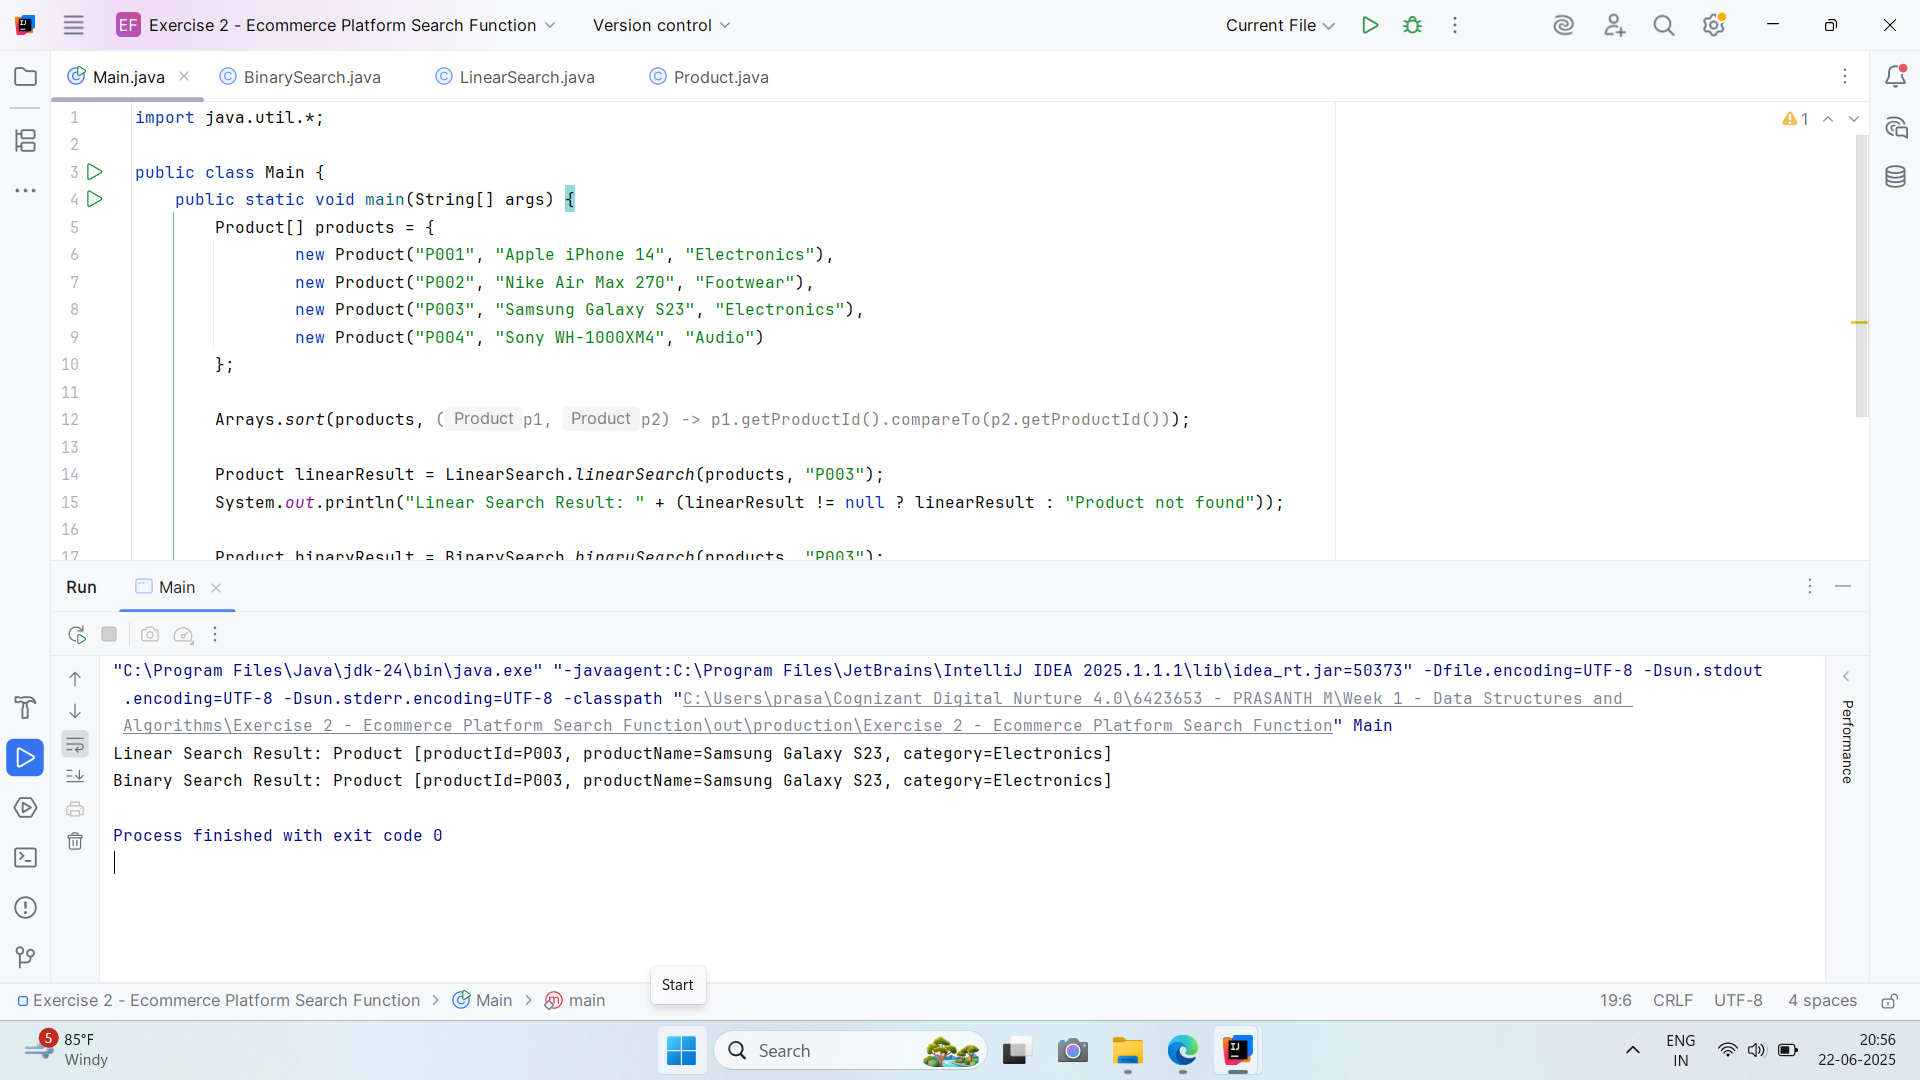 EF Exercise 2 - Ecommerce Platform Search Function Version control Current File
Main.java BinarySearch.java LinearSearch.java Product.java
1 import java.util.*; 1
2
3 public class Main {
4 public static void main(String[] args) {
5 Product[] products = {
6 new Product("P001", "Apple iPhone 14", "Electronics"),
7 new Product("P002", "Nike Air Max 270", "Footwear"),
8 new Product("P003", "Samsung Galaxy S23", "Electronics"),
9 new Product("P004", "Sony WH-1000XM4", "Audio")
10 };
11
12 Arrays.sort(products, (Product p1, Product p2) -> p1.getProductId().compareTo(p2.getProductId()));
13
14 Product linearResult = LinearSearch.linearSearch(products, "P003");
15 System.out.println("Linear Search Result: " + (linearResult != null ? linearResult : "Product not found"));
16
17 Product binaryResult = BinarySearch.binarySearch(products, "P003");
Run Main
"C:\Program Files\Java\jdk-24\bin\java.exe" "-javaagent:C:\Program Files\JetBrains\IntelliJ IDEA 2025.1.1.1\lib\idea_rt.jar=50373" -Dfile.encoding=UTF-8 -Dsun.stdout
.encoding=UTF-8 -Dsun.stderr.encoding=UTF-8 -classpath "C:\Users\prasa\Cognizant Digital Nurture 4.0\6423653 - PRASANTH M\Week 1 - Data Structures and
Algorithms\Exercise 2 - Ecommerce Platform Search Function\out\production\Exercise 2 - Ecommerce Platform Search Function" Main
Linear Search Result: Product [productId=P003, productName=Samsung Galaxy S23, category=Electronics]
Binary Search Result: Product [productId=P003, productName=Samsung Galaxy S23, category=Electronics]
Process finished with exit code 0
Performance
Start
Exercise 2 - Ecommerce Platform Search Function > Main > main 19:6 CRLF UTF-8 4 spaces
5 85°F
Windy
Search
ENG
IN
20:56
22-06-2025